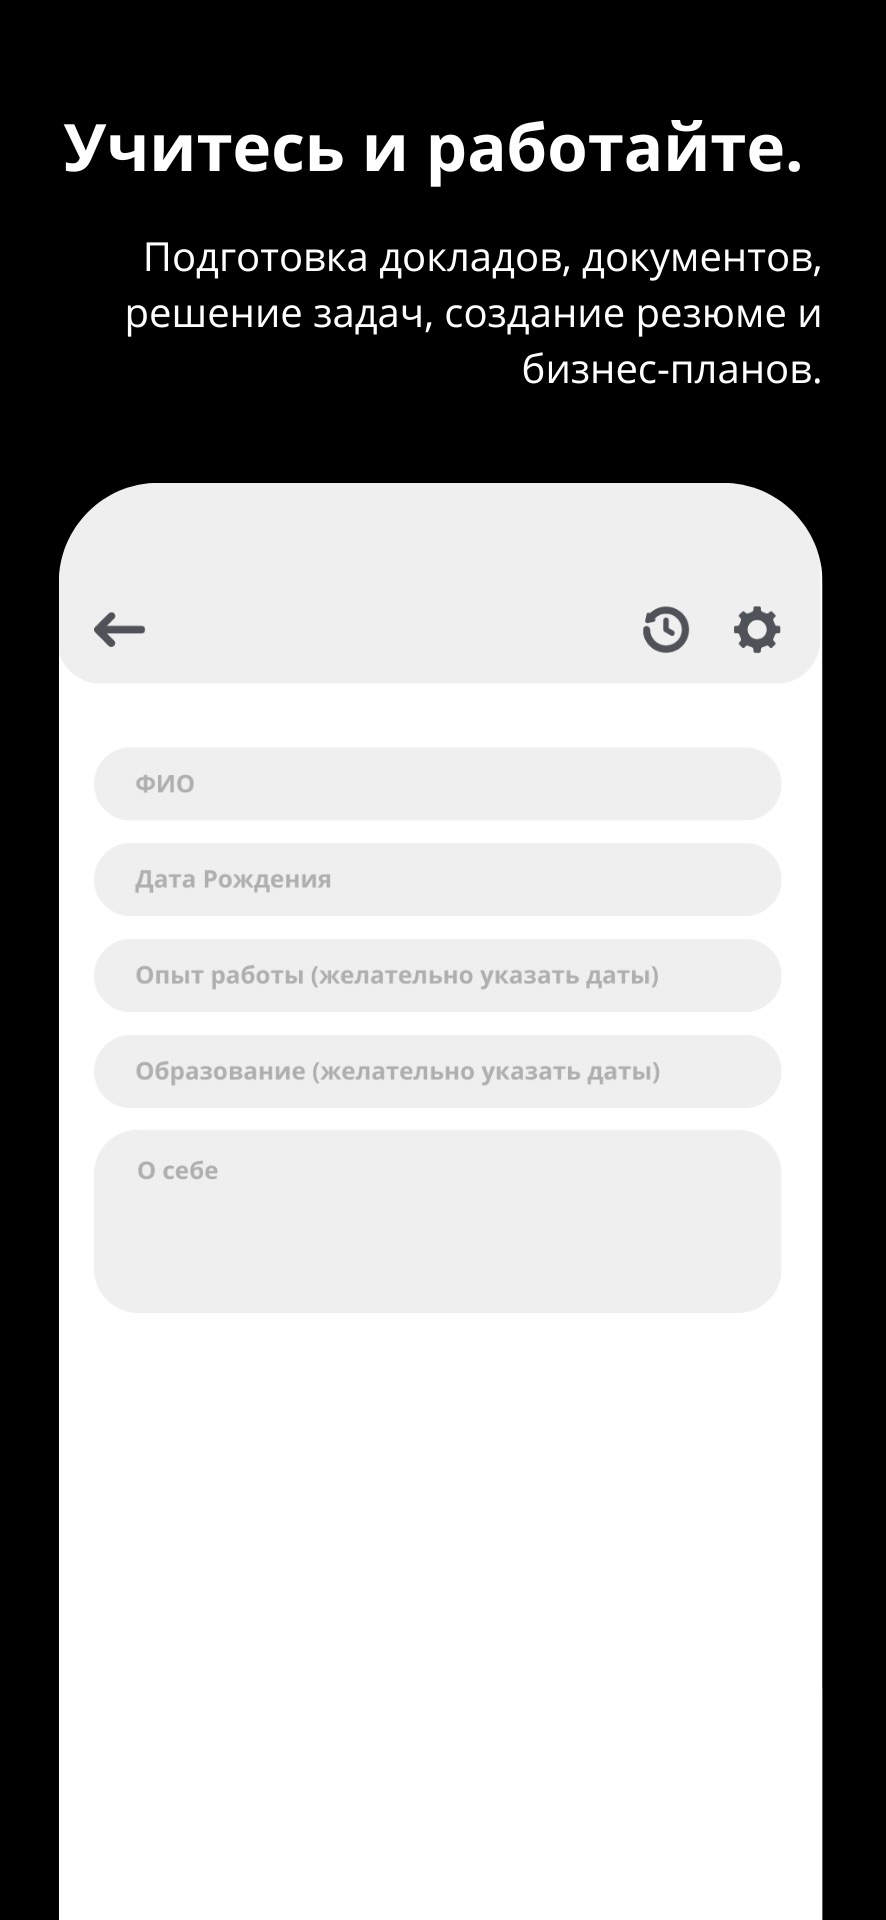 Учитесь и работайте.
Подготовка докладов, документов,
решение задач, создание резюме и
бизнес-планов.
ФИО
Дата Рождения
Опыт работы (желательно указать даты)
Образование (желательно указать даты)
О себе